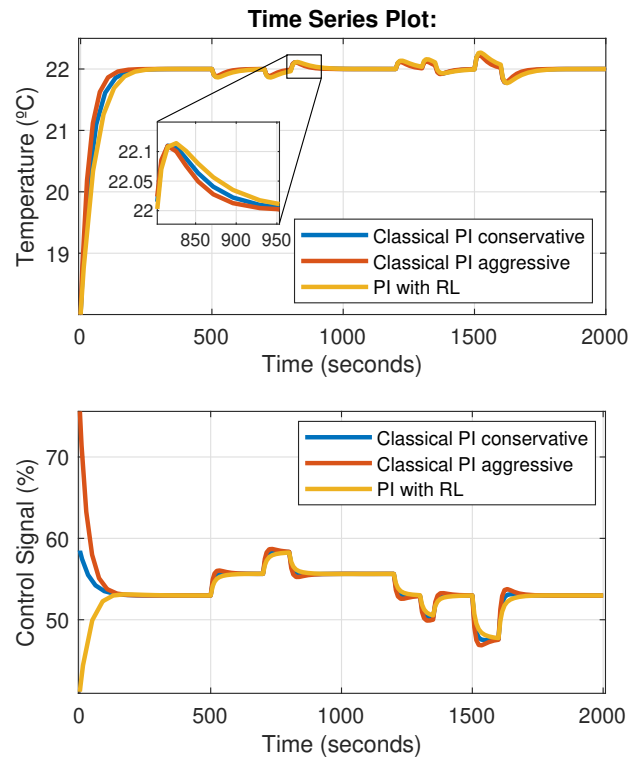 Time Series Plot:
Temperature (ºC)
22
21
20
19
22.1
22.05
22
850 900 950
Classical PI conservative
Classical PI aggressive
PI with RL
0 500 1000 1500 2000
Time (seconds)
Control Signal (%)
70
60
50
Classical PI conservative
Classical PI aggressive
PI with RL
0 500 1000 1500 2000
Time (seconds)